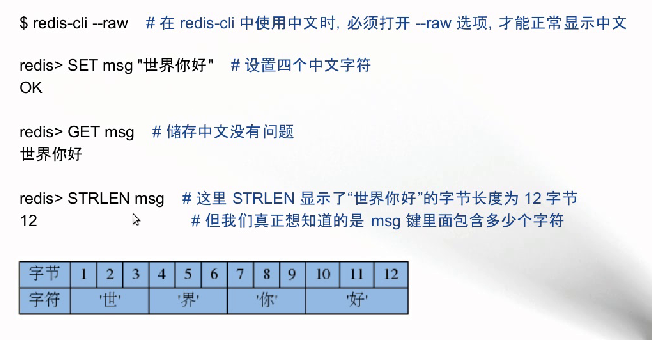 $ redis-cli --raw # 在 redis-cli 中使用中文时, 必须打开 --raw 选项, 才能正常显示中文
redis> SET msg "世界你好" # 设置四个中文字符
OK
redis> GET msg # 储存中文没有问题
世界你好
redis> STRLEN msg # 这里 STRLEN 显示了“世界你好”的字节长度为 12 字节
12 # 但我们真正想知道的是 msg 键里面包含多少个字符
字节 1 2 3 4 5 6 7 8 9 10 11 12
字符 '世' '界' '你' '好'